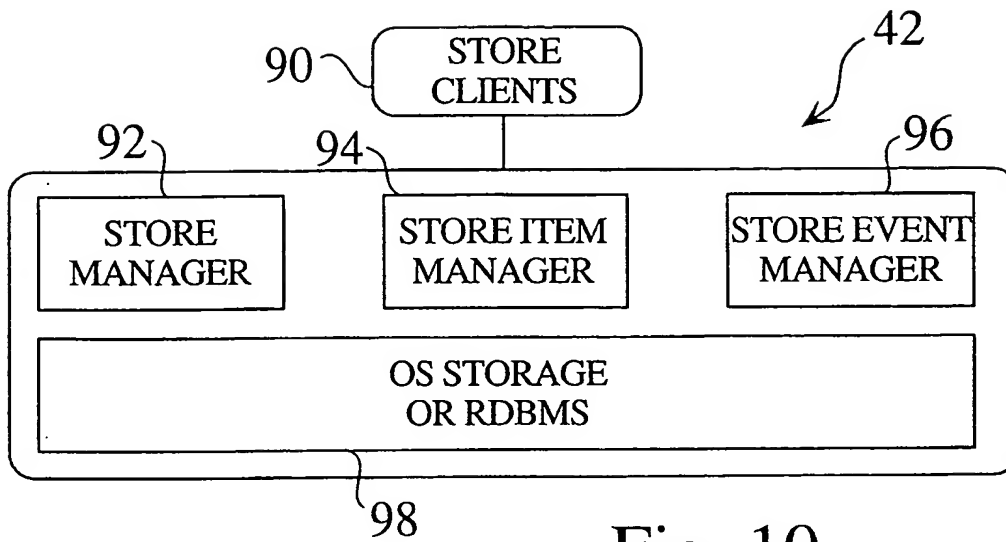 STORE
CLIENTS
90
42
92
94
96
STORE
MANAGER
STORE ITEM
MANAGER
STORE EVENT
MANAGER
OS STORAGE
OR RDBMS
98